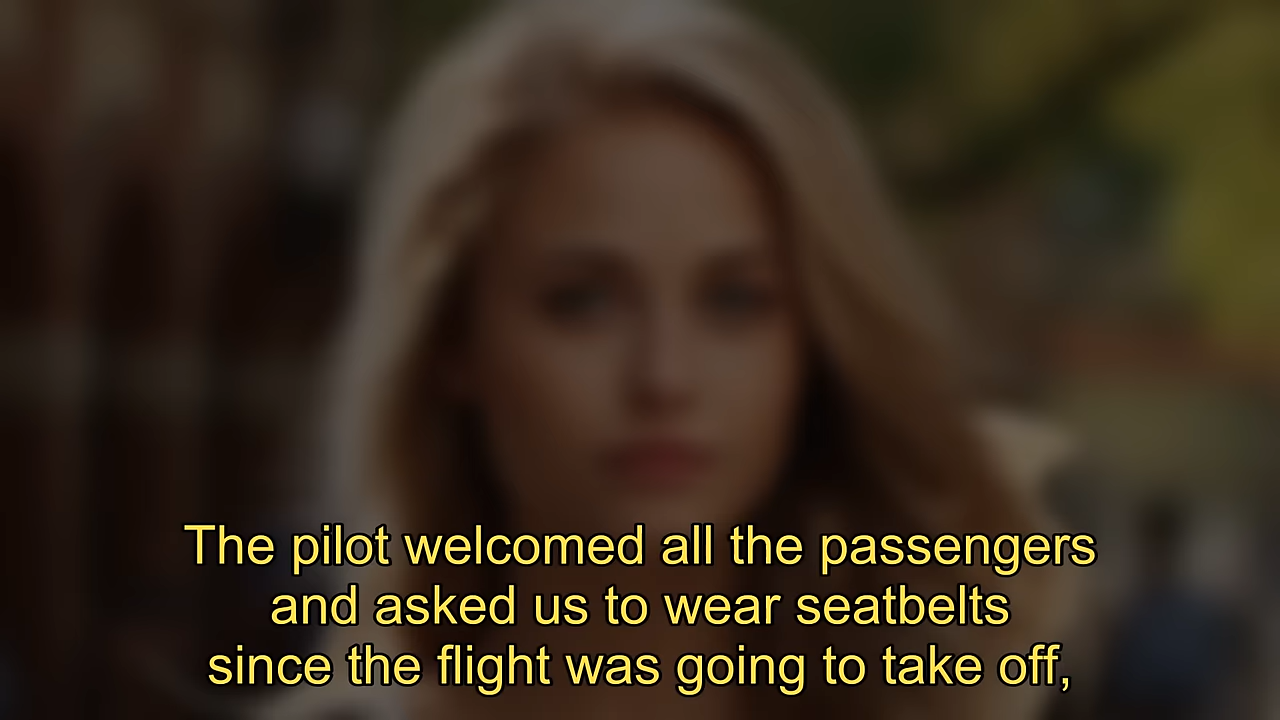 The pilot welcomed all the passengers
and asked us to wear seatbelts
since the flight was going to take off,